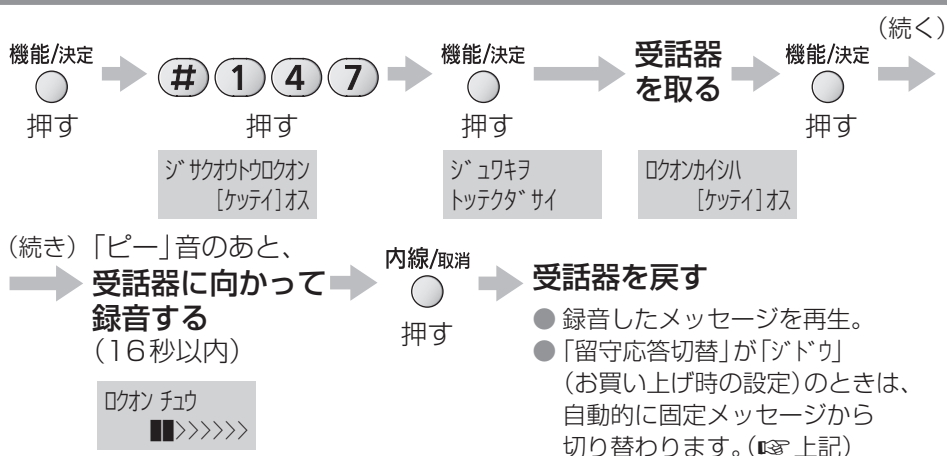 （続く）
機能/決定
押す
# 1 4 7
押す
機能/決定
押す
受話器
を取る
機能/決定
押す
ジサクオウトウロクオン
[ケッテイ]オス
ジュワキヲ
トッテクダサイ
ロクオンカイシハ
[ケッテイ]オス
（続き）「ピー」音のあと、
受話器に向かって
録音する
（16秒以内）
ロクオン チュウ
▮▮>>>>>>
内線/取消
押す
受話器を戻す
● 録音したメッセージを再生。
●「留守応答切替」が「ジドウ」
（お買い上げ時の設定）のときは、
自動的に固定メッセージから
切り替わります。（☞ 上記）